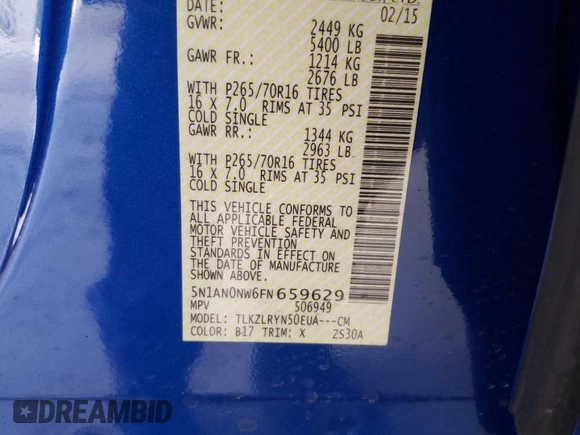 DATE: 02/15
GVWR: 2449 KG
5400 LB
GAWR FR.: 1214 KG
2676 LB
WITH P265/70R16 TIRES
16 X 7.0 RIMS AT 35 PSI
COLD SINGLE
GAWR RR.: 1344 KG
2963 LB
WITH P265/70R16 TIRES
16 X 7.0 RIMS AT 35 PSI
COLD SINGLE
THIS VEHICLE CONFORMS TO
ALL APPLICABLE FEDERAL
MOTOR VEHICLE SAFETY AND
THEFT PREVENTION
STANDARDS IN EFFECT ON
THE DATE OF MANUFACTURE
SHOWN ABOVE.
5N1AN0NW6FN659629
MPV 506949
MODEL: TLKZLRYN50EUA---CM
COLOR: B17 TRIM: X ZS30A
DREAMBID